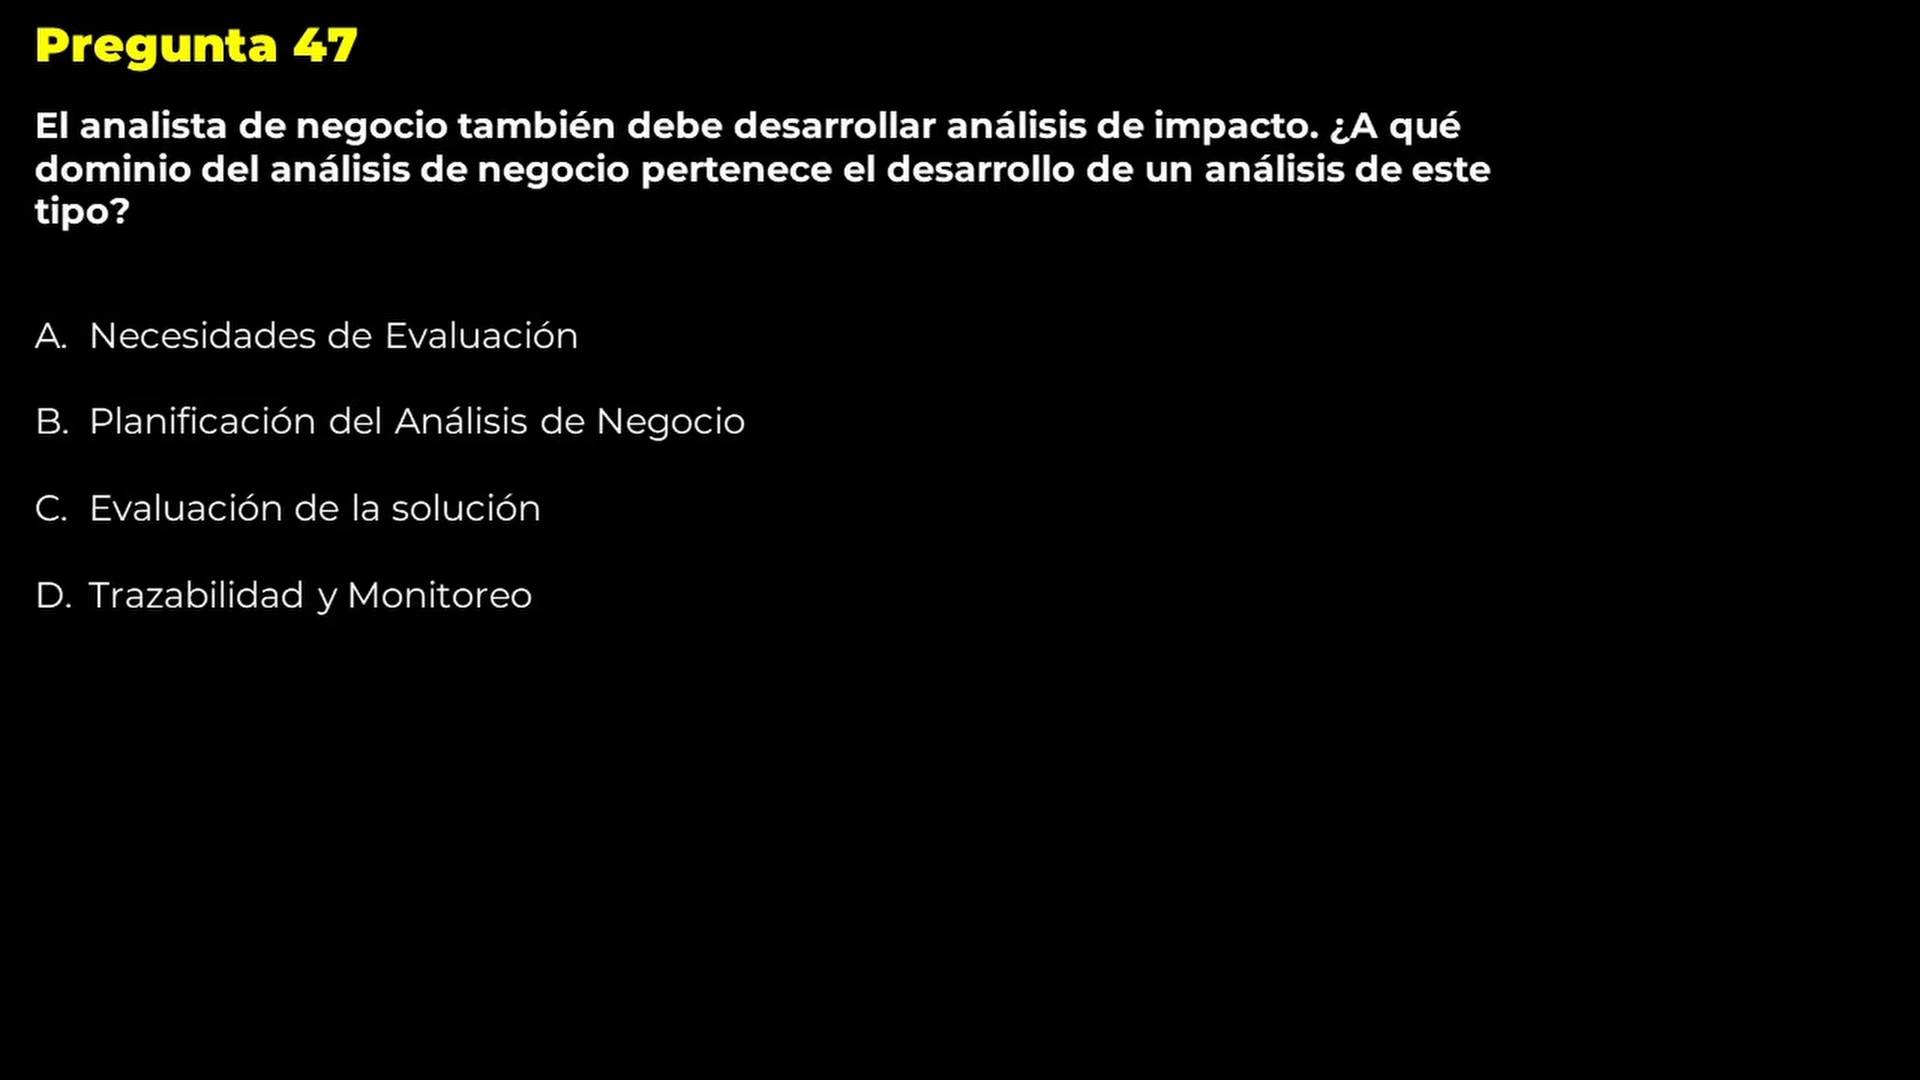 Pregunta 47
El analista de negocio también debe desarrollar análisis de impacto. ¿A qué
dominio del análisis de negocio pertenece el desarrollo de un análisis de este
tipo?
A. Necesidades de Evaluación
B. Planificación del Análisis de Negocio
C. Evaluación de la solución
D. Trazabilidad y Monitoreo